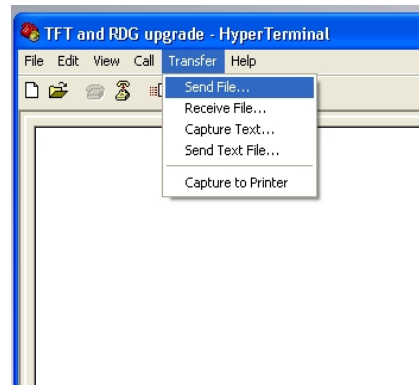 TFT and RDG upgrade - HyperTerminal
File Edit View Call Transfer Help
Send File...
Receive File...
Capture Text...
Send Text File...
Capture to Printer